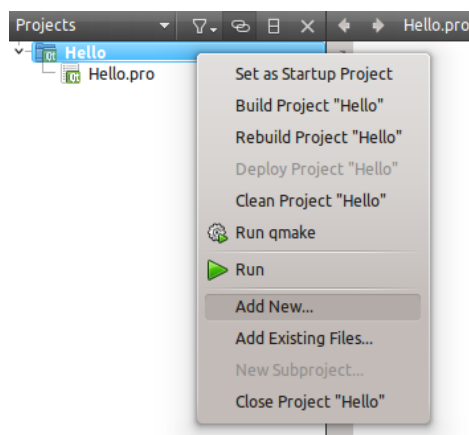 Projects
Hello.pro
Hello
Hello.pro
Set as Startup Project
Build Project "Hello"
Rebuild Project "Hello"
Deploy Project "Hello"
Clean Project "Hello"
Run qmake
Run
Add New...
Add Existing Files...
New Subproject...
Close Project "Hello"